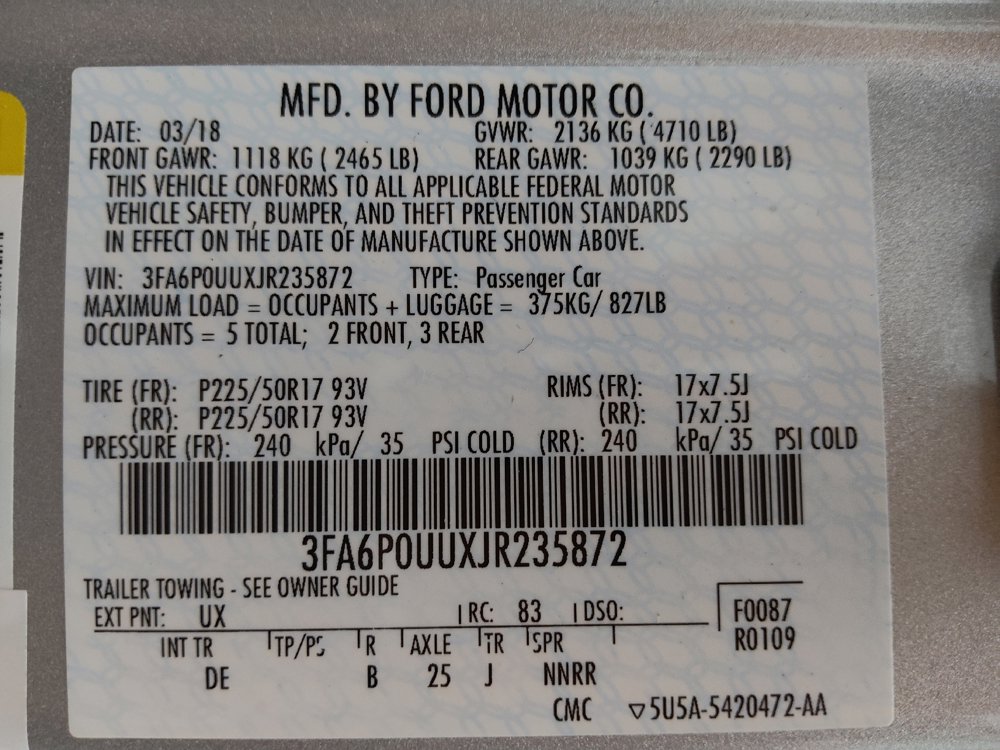 MFD. BY FORD MOTOR CO.
DATE: 03/18 GVWR: 2136 KG ( 4710 LB)
FRONT GAWR: 1118 KG ( 2465 LB) REAR GAWR: 1039 KG ( 2290 LB)
THIS VEHICLE CONFORMS TO ALL APPLICABLE FEDERAL MOTOR
VEHICLE SAFETY, BUMPER, AND THEFT PREVENTION STANDARDS
IN EFFECT ON THE DATE OF MANUFACTURE SHOWN ABOVE.
VIN: 3FA6P0UUXJR235872 TYPE: Passenger Car
MAXIMUM LOAD = OCCUPANTS + LUGGAGE = 375KG/ 827LB
OCCUPANTS = 5 TOTAL; 2 FRONT, 3 REAR
TIRE (FR): P225/50R17 93V RIMS (FR): 17x7.5J
(RR): P225/50R17 93V (RR): 17x7.5J
PRESSURE (FR): 240 kPa/ 35 PSI COLD (RR): 240 kPa/ 35 PSI COLD
3FA6P0UUXJR235872
TRAILER TOWING - SEE OWNER GUIDE
EXT PNT: UX RC: 83 DSO: F0087
R0109
INT TR TP/PS R AXLE TR SPR
DE B 25 J NNRR
CMC ▽5U5A-5420472-AA